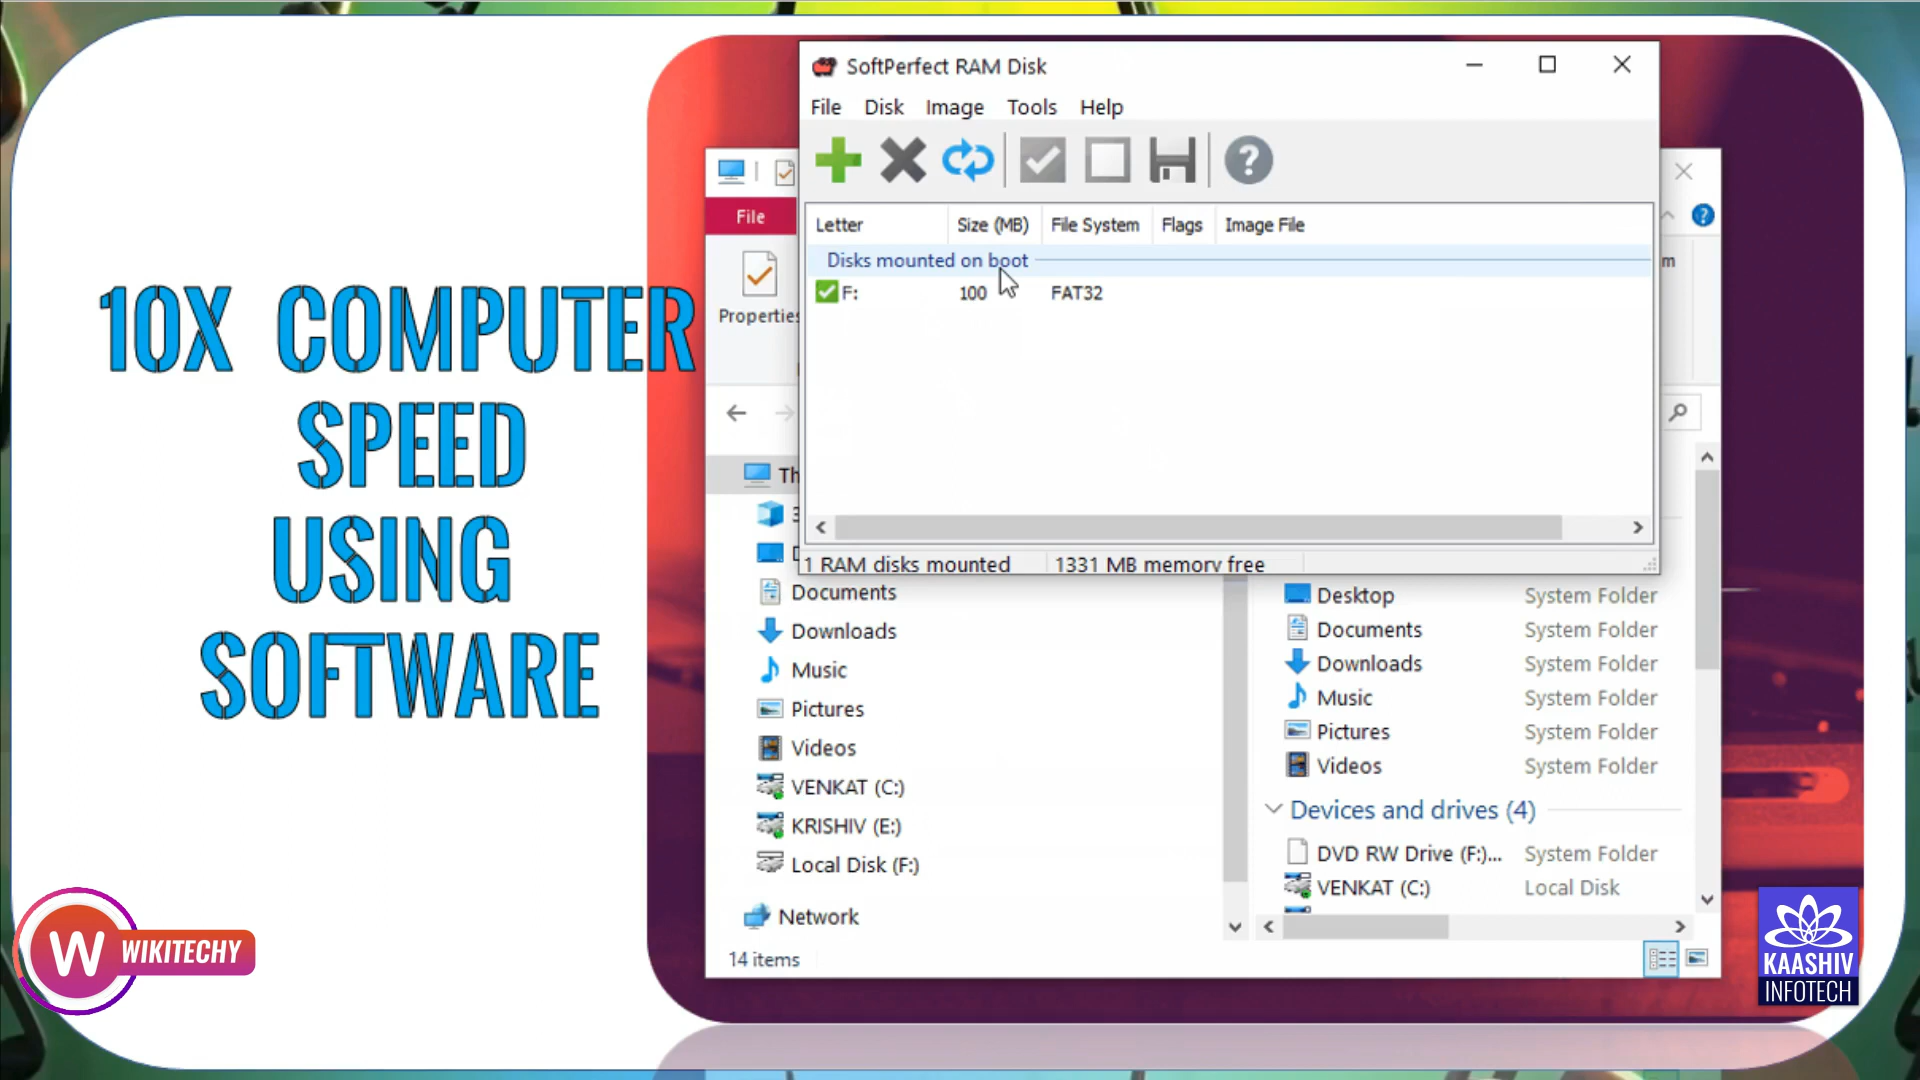 10X COMPUTER
SPEED
USING
SOFTWARE
SoftPerfect RAM Disk
File Disk Image Tools Help
Letter Size (MB) File System Flags Image File
Disks mounted on boot
F: 100 FAT32
1 RAM disks mounted 1331 MB memory free
File
Properties
Documents
Downloads
Music
Pictures
Videos
VENKAT (C:)
KRISHIV (E:)
Local Disk (F:)
Network
14 items
Desktop System Folder
Documents System Folder
Downloads System Folder
Music System Folder
Pictures System Folder
Videos System Folder
Devices and drives (4)
DVD RW Drive (F:)... System Folder
VENKAT (C:) Local Disk
W WIKITECHY
KAASHIV
INFOTECH